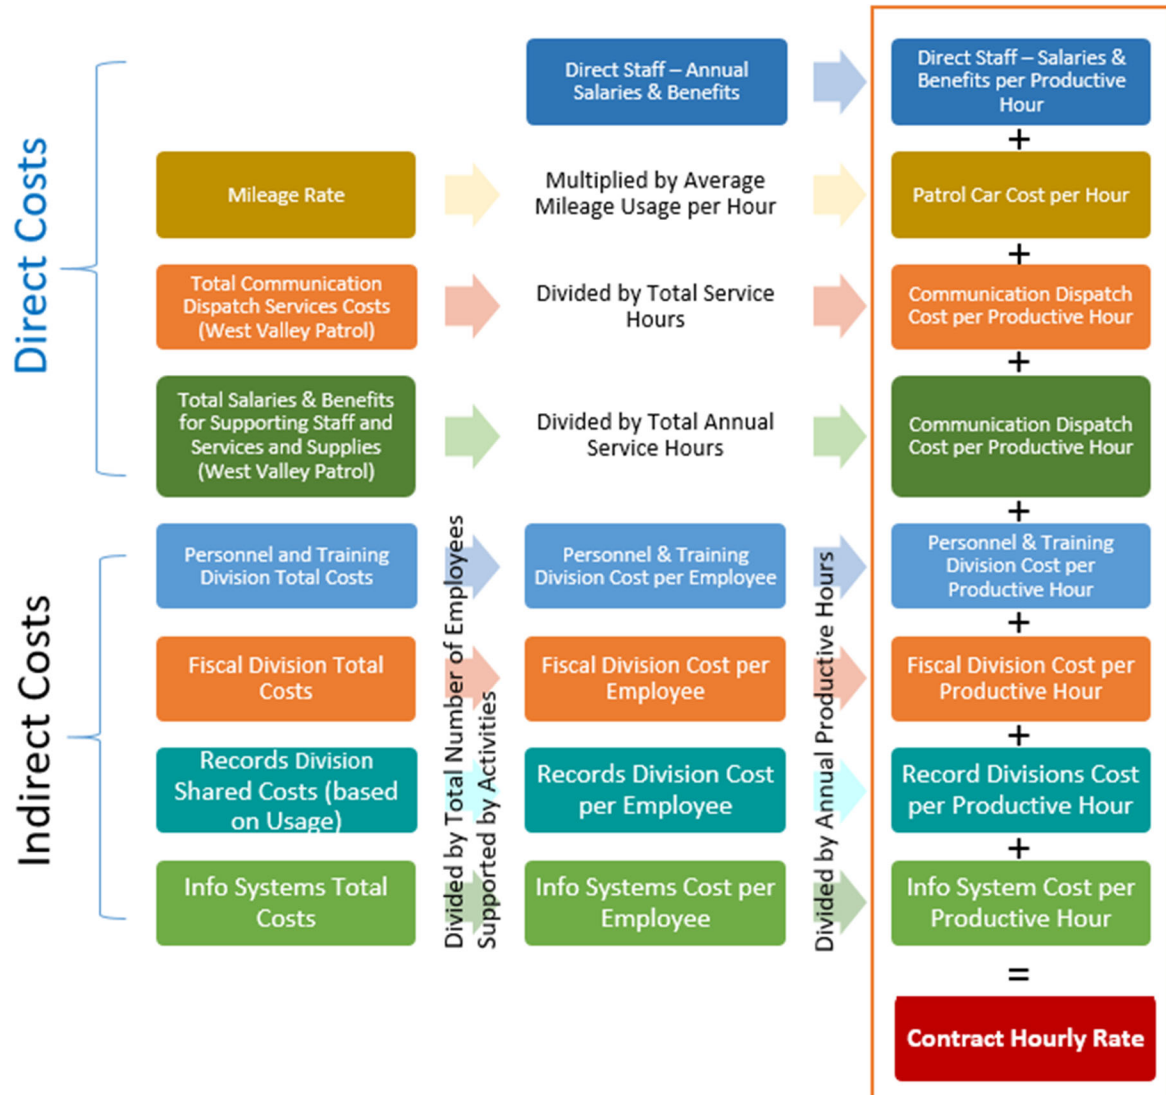 Direct Costs
Direct Staff – Annual
Salaries & Benefits
Direct Staff – Salaries &
Benefits per Productive
Hour
+
Mileage Rate
Multiplied by Average
Mileage Usage per Hour
Patrol Car Cost per Hour
+
Total Communication
Dispatch Services Costs
(West Valley Patrol)
Divided by Total Service
Hours
Communication Dispatch
Cost per Productive Hour
+
Total Salaries & Benefits
for Supporting Staff and
Services and Supplies
(West Valley Patrol)
Divided by Total Annual
Service Hours
Communication Dispatch
Cost per Productive Hour
+
Indirect Costs
Personnel and Training
Division Total Costs
Divided by Total Number of Employees
Supported by Activities
Personnel & Training
Division Cost per Employee
Divided by Annual Productive Hours
Personnel & Training
Division Cost per
Productive Hour
+
Fiscal Division Total
Costs
Fiscal Division Cost per
Employee
Fiscal Division Cost per
Productive Hour
+
Records Division
Shared Costs (based
on Usage)
Records Division Cost
per Employee
Record Divisions Cost
per Productive Hour
+
Info Systems Total
Costs
Info Systems Cost per
Employee
Info System Cost per
Productive Hour
=
Contract Hourly Rate